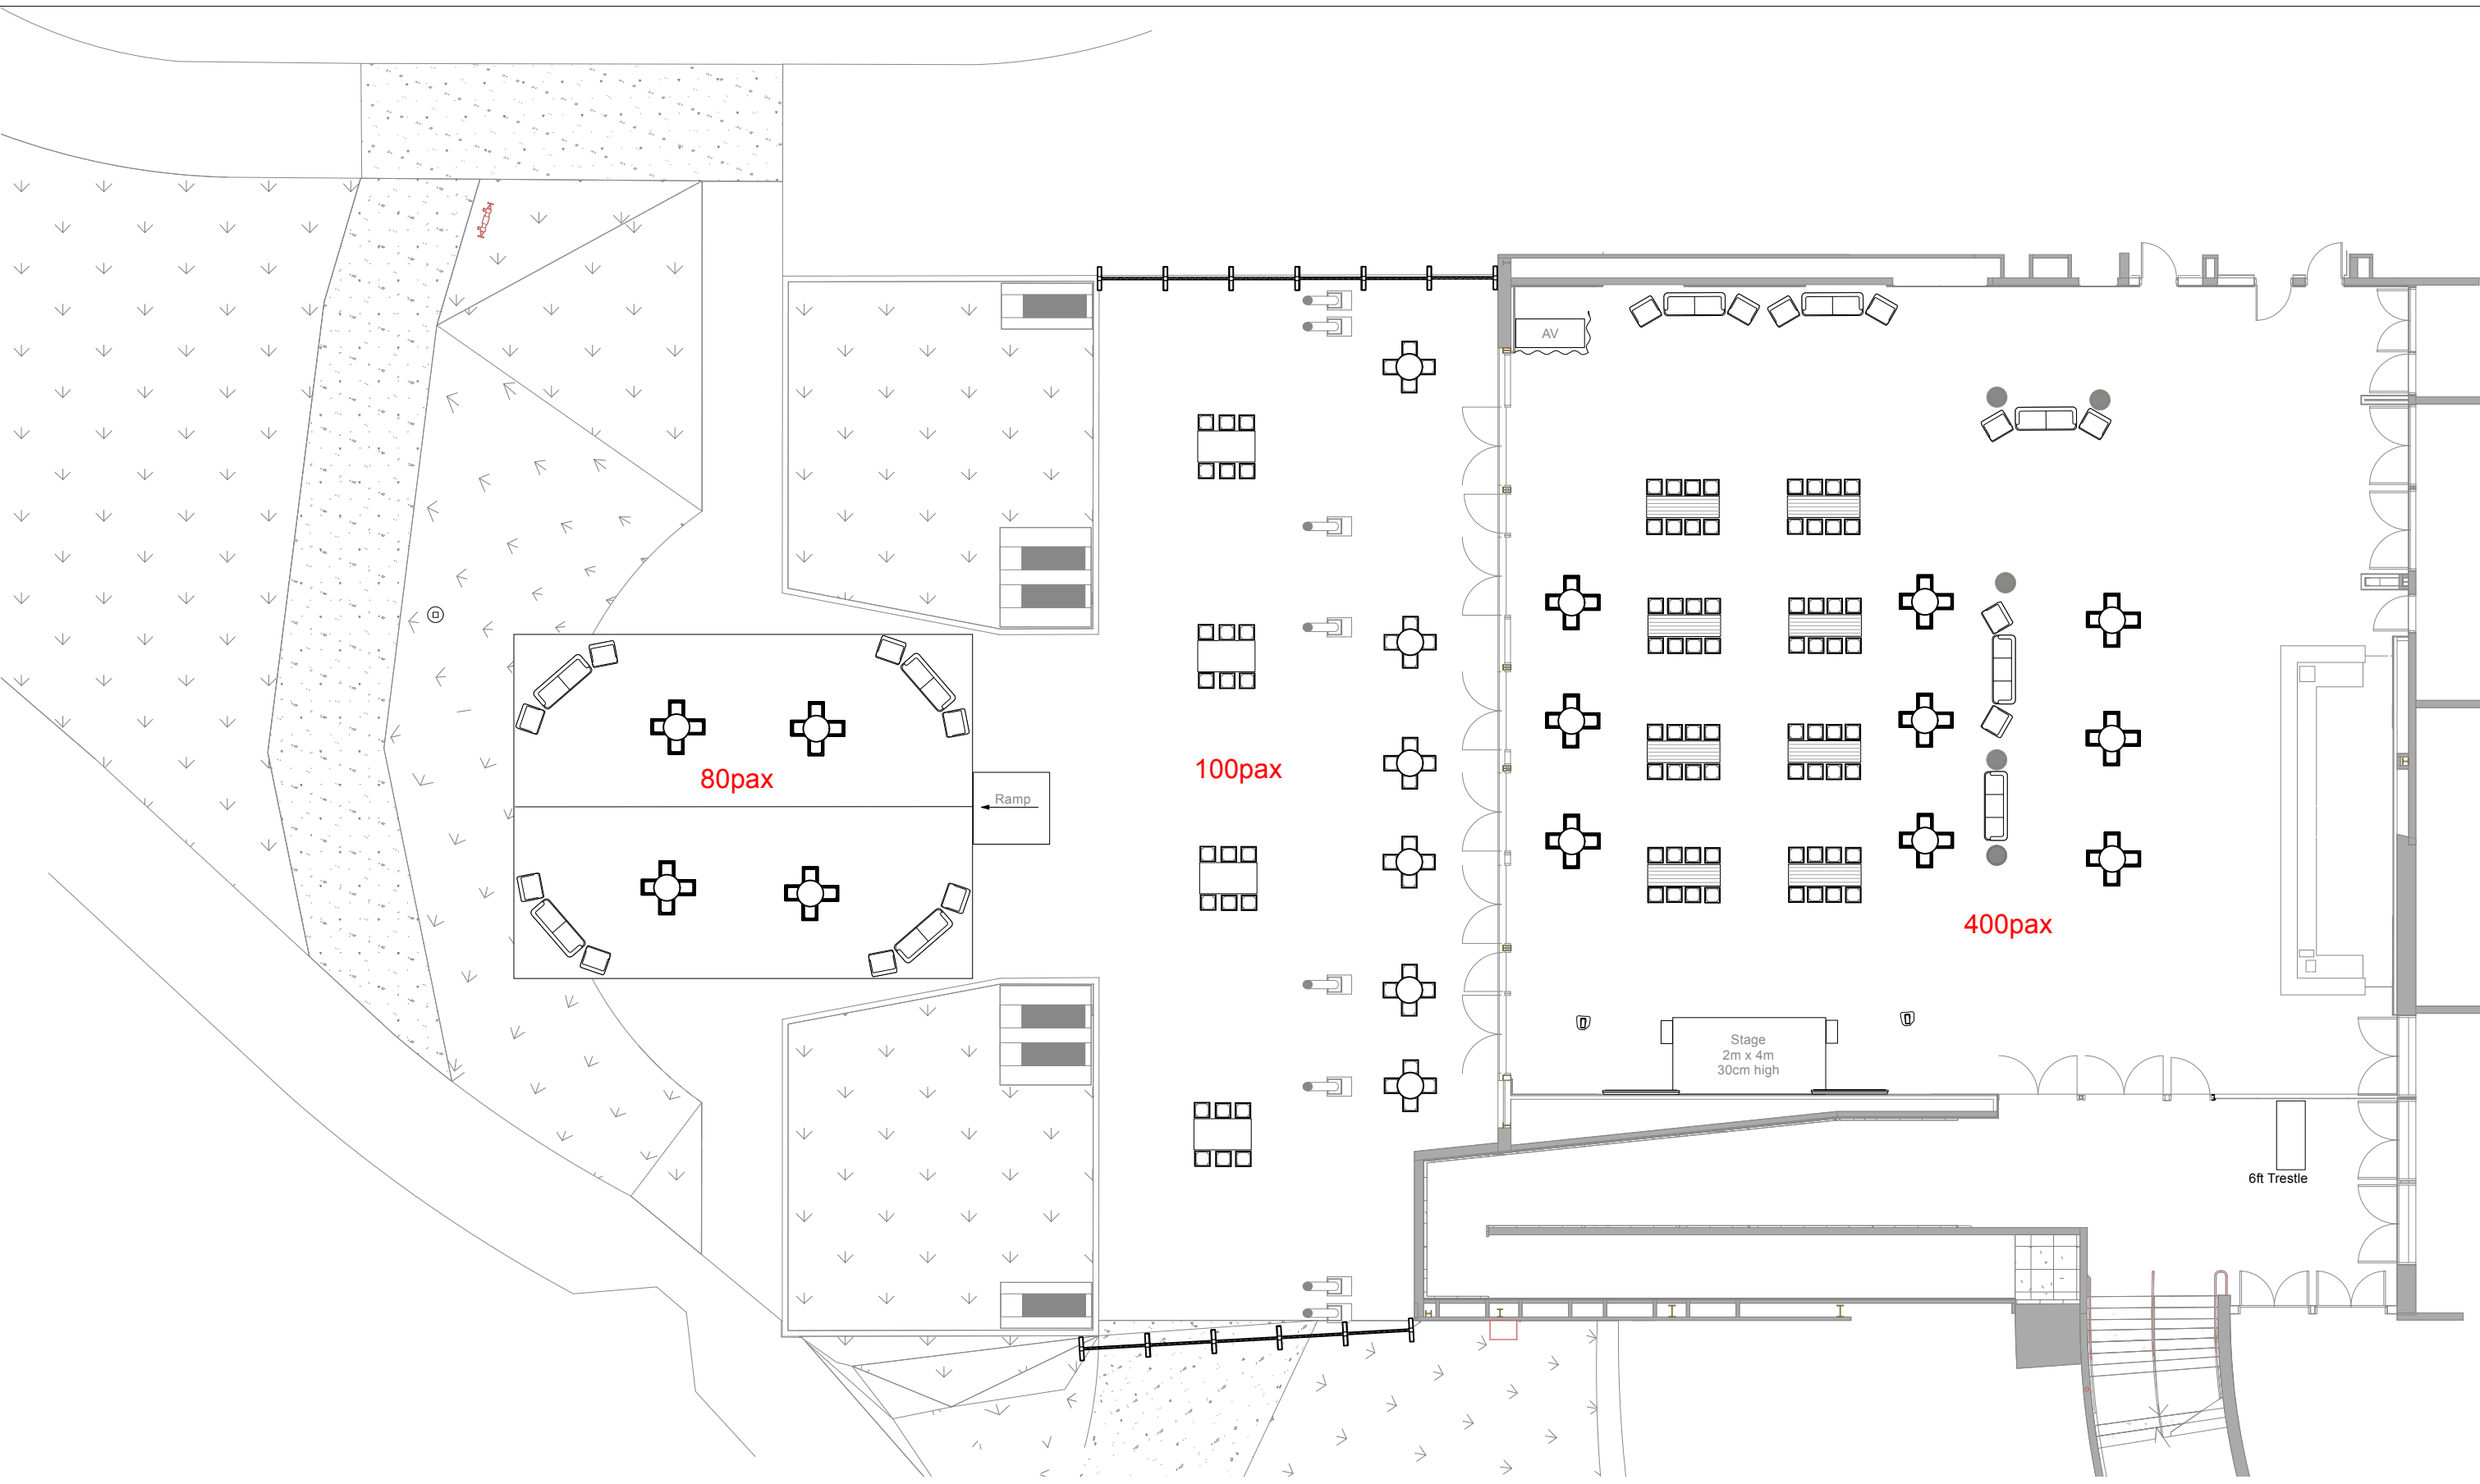 AV
80pax
100pax
Ramp
400pax
Stage
2m x 4m
30cm high
6ft Trestle